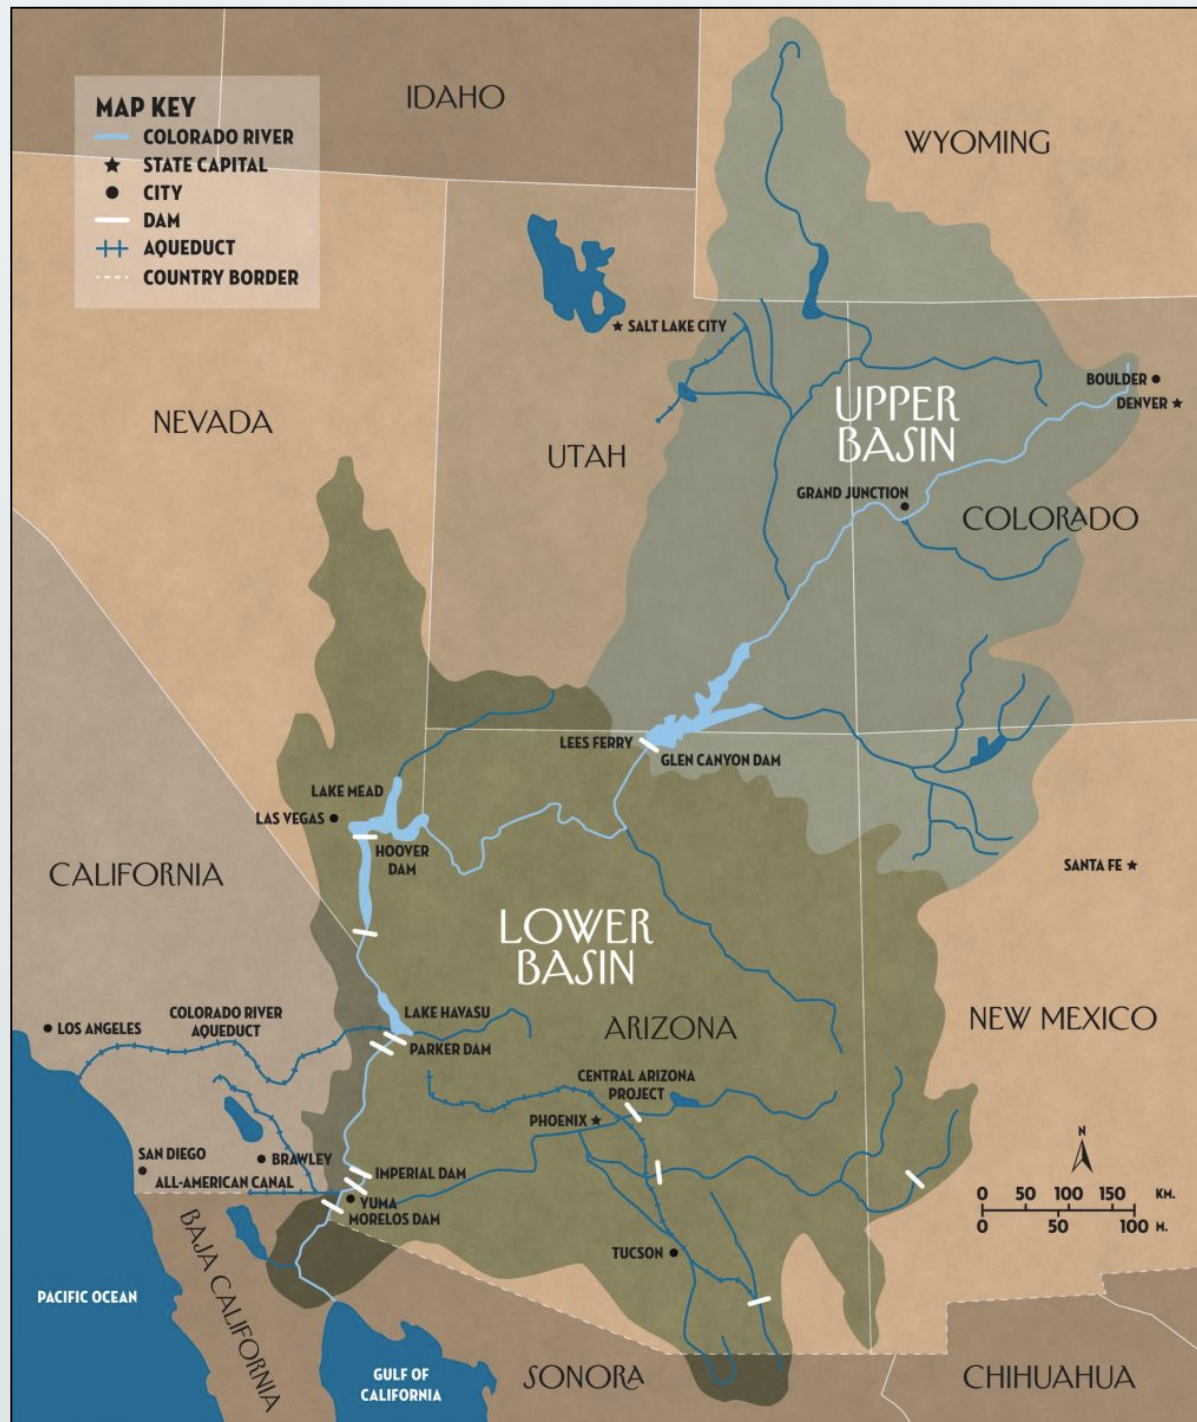 IDAHO
WYOMING
MAP KEY
COLORADO RIVER
STATE CAPITAL
CITY
DAM
AQUEDUCT
COUNTRY BORDER
SALT LAKE CITY
BOULDER
DENVER
UPPER
BASIN
NEVADA
UTAH
GRAND JUNCTION
COLORADO
LEES FERRY
GLEN CANYON DAM
LAKE MEAD
LAS VEGAS
HOOVER
DAM
CALIFORNIA
SANTA FE
LOWER
BASIN
LAKE HAVASU
COLORADO RIVER
AQUEDUCT
LOS ANGELES
ARIZONA
NEW MEXICO
PARKER DAM
CENTRAL ARIZONA
PROJECT
PHOENIX
SAN DIEGO
BRAWLEY
IMPERIAL DAM
ALL-AMERICAN CANAL
YUMA
MORELOS DAM
N
0 50 100 150 KM.
0 50 100 M.
TUCSON
BAJA CALIFORNIA
PACIFIC OCEAN
GULF OF
CALIFORNIA
SONORA
CHIHUAHUA